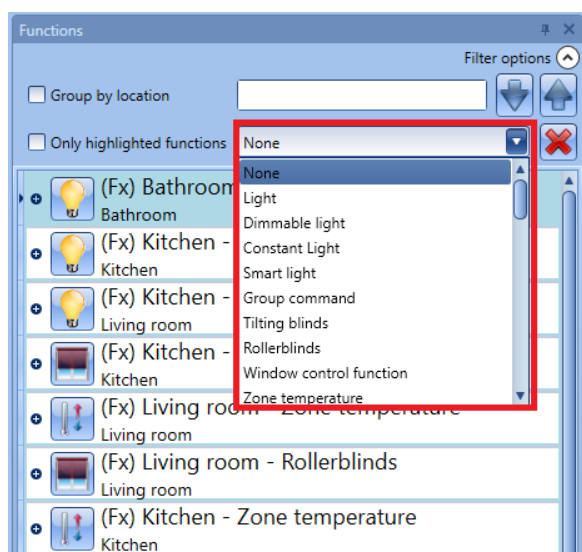 Functions
Filter options
Group by location
Only highlighted functions None
None
Light
Dimmable light
Constant Light
Smart light
Group command
Tilting blinds
Rollerblinds
Window control function
Zone temperature
(Fx) Bathroom
Bathroom
(Fx) Kitchen -
Kitchen
(Fx) Kitchen -
Living room
(Fx) Kitchen -
Kitchen
(Fx) Living room - Zone temperature
Living room
(Fx) Living room - Rollerblinds
Living room
(Fx) Kitchen - Zone temperature
Kitchen